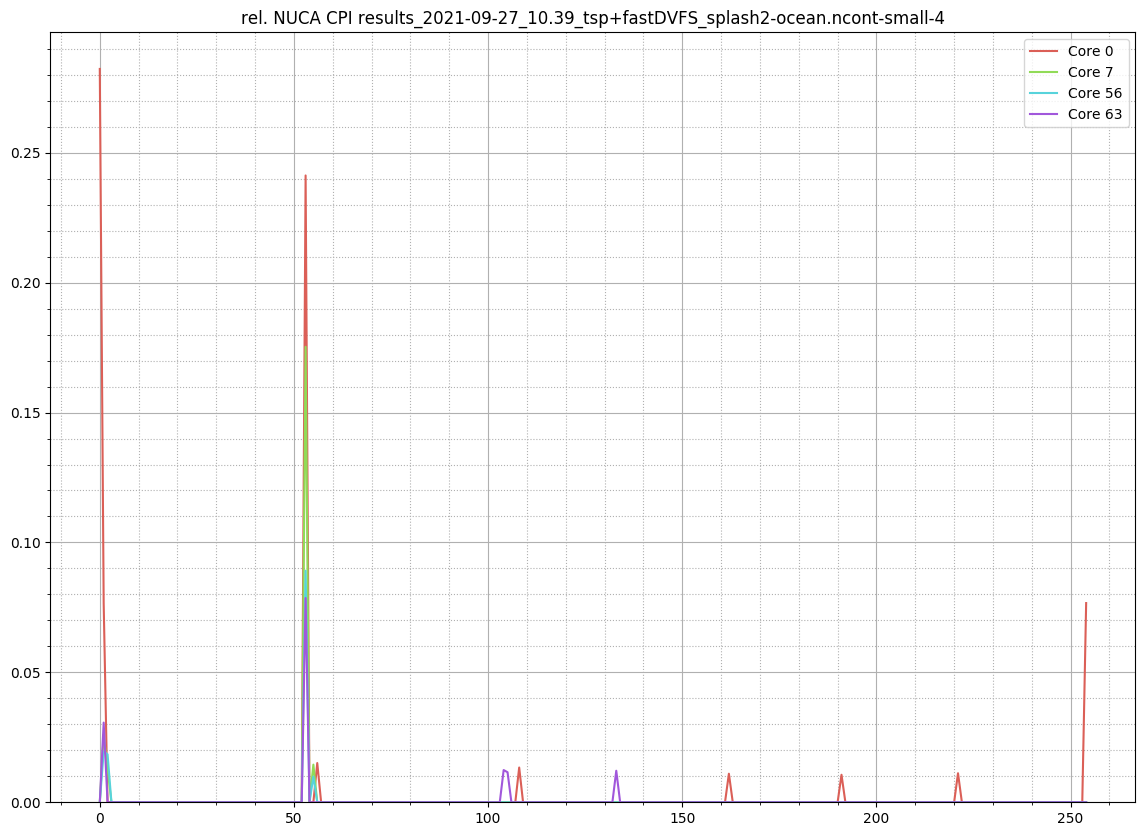 rel. NUCA CPI results_2021-09-27_10.39_tsp+fastDVFS_splash2-ocean.ncont-small-4
Core 0
Core 7
Core 56
Core 63
0.25
0.20
0.15
0.10
0.05
0.00
0 50 100 150 200 250